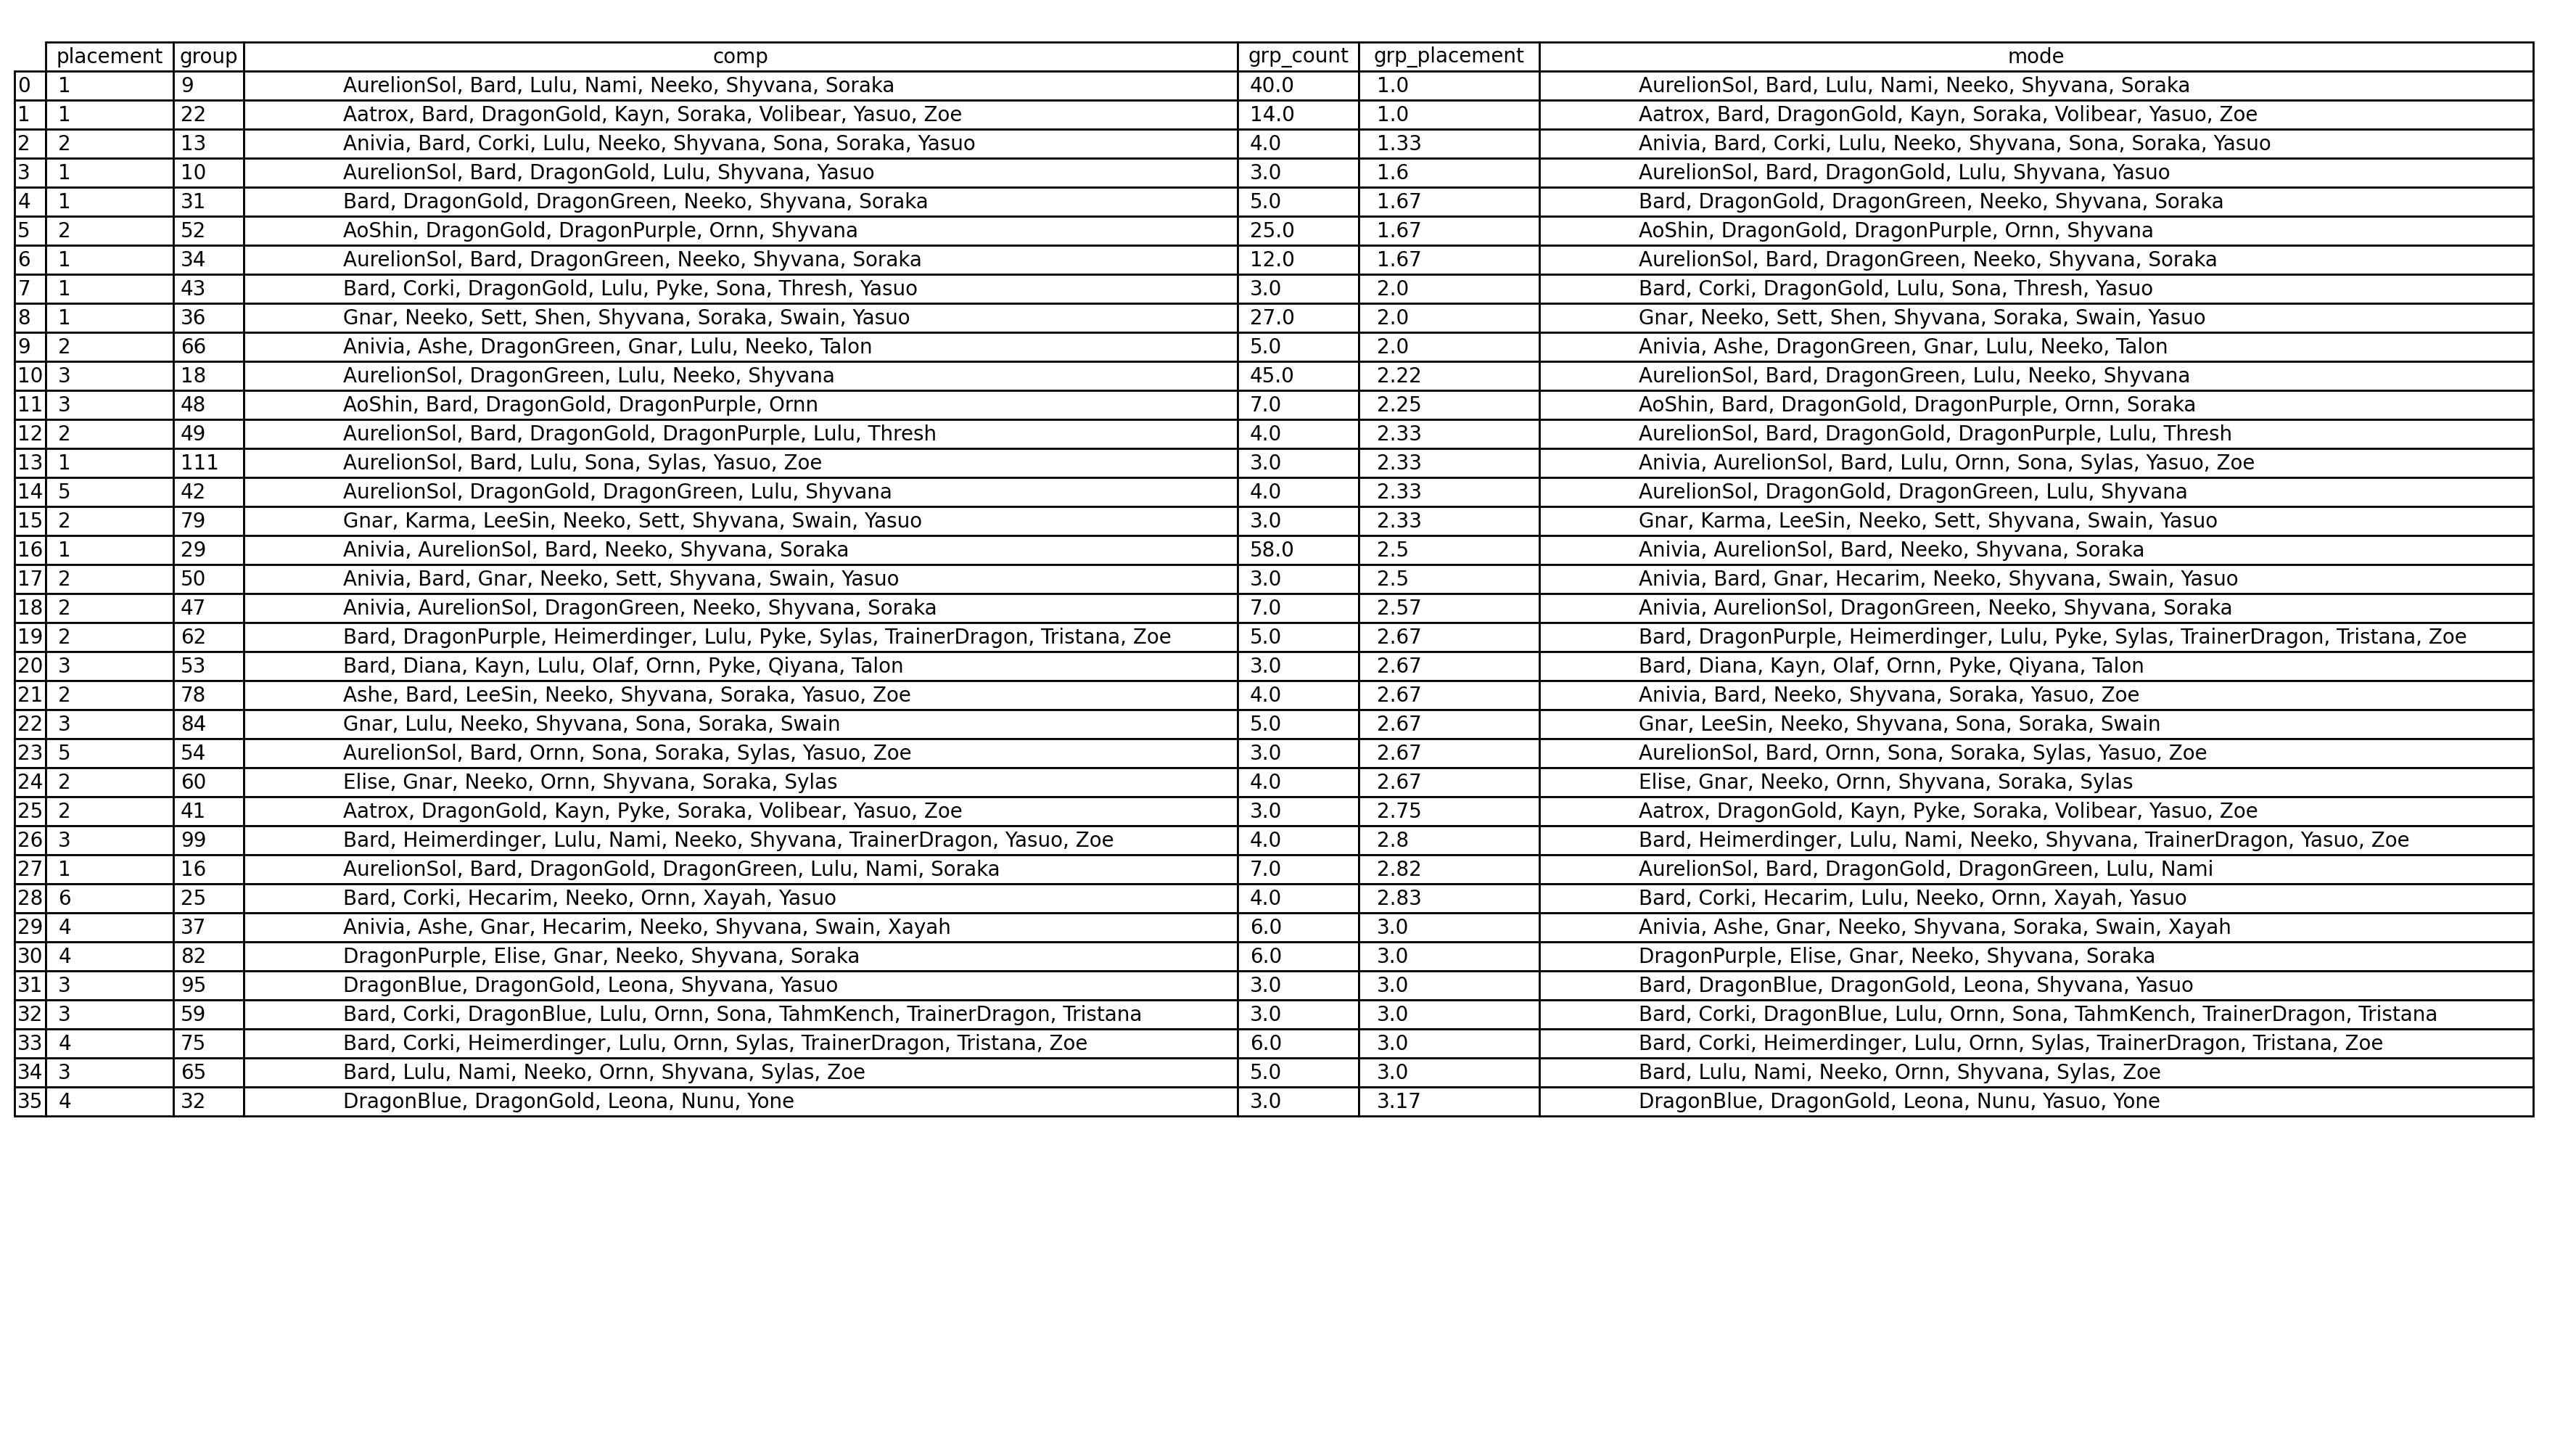 placement group comp grp_count grp_placement mode
0 1 9 AurelionSol, Bard, Lulu, Nami, Neeko, Shyvana, Soraka 40.0 1.0 AurelionSol, Bard, Lulu, Nami, Neeko, Shyvana, Soraka
1 1 22 Aatrox, Bard, DragonGold, Kayn, Soraka, Volibear, Yasuo, Zoe 14.0 1.0 Aatrox, Bard, DragonGold, Kayn, Soraka, Volibear, Yasuo, Zoe
2 2 13 Anivia, Bard, Corki, Lulu, Neeko, Shyvana, Sona, Soraka, Yasuo 4.0 1.33 Anivia, Bard, Corki, Lulu, Neeko, Shyvana, Sona, Soraka, Yasuo
3 1 10 AurelionSol, Bard, DragonGold, Lulu, Shyvana, Yasuo 3.0 1.6 AurelionSol, Bard, DragonGold, Lulu, Shyvana, Yasuo
4 1 31 Bard, DragonGold, DragonGreen, Neeko, Shyvana, Soraka 5.0 1.67 Bard, DragonGold, DragonGreen, Neeko, Shyvana, Soraka
5 2 52 AoShin, DragonGold, DragonPurple, Ornn, Shyvana 25.0 1.67 AoShin, DragonGold, DragonPurple, Ornn, Shyvana
6 1 34 AurelionSol, Bard, DragonGreen, Neeko, Shyvana, Soraka 12.0 1.67 AurelionSol, Bard, DragonGreen, Neeko, Shyvana, Soraka
7 1 43 Bard, Corki, DragonGold, Lulu, Pyke, Sona, Thresh, Yasuo 3.0 2.0 Bard, Corki, DragonGold, Lulu, Sona, Thresh, Yasuo
8 1 36 Gnar, Neeko, Sett, Shen, Shyvana, Soraka, Swain, Yasuo 27.0 2.0 Gnar, Neeko, Sett, Shen, Shyvana, Soraka, Swain, Yasuo
9 2 66 Anivia, Ashe, DragonGreen, Gnar, Lulu, Neeko, Talon 5.0 2.0 Anivia, Ashe, DragonGreen, Gnar, Lulu, Neeko, Talon
10 3 18 AurelionSol, DragonGreen, Lulu, Neeko, Shyvana 45.0 2.22 AurelionSol, Bard, DragonGreen, Lulu, Neeko, Shyvana
11 3 48 AoShin, Bard, DragonGold, DragonPurple, Ornn 7.0 2.25 AoShin, Bard, DragonGold, DragonPurple, Ornn, Soraka
12 2 49 AurelionSol, Bard, DragonGold, DragonPurple, Lulu, Thresh 4.0 2.33 AurelionSol, Bard, DragonGold, DragonPurple, Lulu, Thresh
13 1 111 AurelionSol, Bard, Lulu, Sona, Sylas, Yasuo, Zoe 3.0 2.33 Anivia, AurelionSol, Bard, Lulu, Ornn, Sona, Sylas, Yasuo, Zoe
14 5 42 AurelionSol, DragonGold, DragonGreen, Lulu, Shyvana 4.0 2.33 AurelionSol, DragonGold, DragonGreen, Lulu, Shyvana
15 2 79 Gnar, Karma, LeeSin, Neeko, Sett, Shyvana, Swain, Yasuo 3.0 2.33 Gnar, Karma, LeeSin, Neeko, Sett, Shyvana, Swain, Yasuo
16 1 29 Anivia, AurelionSol, Bard, Neeko, Shyvana, Soraka 58.0 2.5 Anivia, AurelionSol, Bard, Neeko, Shyvana, Soraka
17 2 50 Anivia, Bard, Gnar, Neeko, Sett, Shyvana, Swain, Yasuo 3.0 2.5 Anivia, Bard, Gnar, Hecarim, Neeko, Shyvana, Swain, Yasuo
18 2 47 Anivia, AurelionSol, DragonGreen, Neeko, Shyvana, Soraka 7.0 2.57 Anivia, AurelionSol, DragonGreen, Neeko, Shyvana, Soraka
19 2 62 Bard, DragonPurple, Heimerdinger, Lulu, Pyke, Sylas, TrainerDragon, Tristana, Zoe 5.0 2.67 Bard, DragonPurple, Heimerdinger, Lulu, Pyke, Sylas, TrainerDragon, Tristana, Zoe
20 3 53 Bard, Diana, Kayn, Lulu, Olaf, Ornn, Pyke, Qiyana, Talon 3.0 2.67 Bard, Diana, Kayn, Olaf, Ornn, Pyke, Qiyana, Talon
21 2 78 Ashe, Bard, LeeSin, Neeko, Shyvana, Soraka, Yasuo, Zoe 4.0 2.67 Anivia, Bard, Neeko, Shyvana, Soraka, Yasuo, Zoe
22 3 84 Gnar, Lulu, Neeko, Shyvana, Sona, Soraka, Swain 5.0 2.67 Gnar, LeeSin, Neeko, Shyvana, Sona, Soraka, Swain
23 5 54 AurelionSol, Bard, Ornn, Sona, Soraka, Sylas, Yasuo, Zoe 3.0 2.67 AurelionSol, Bard, Ornn, Sona, Soraka, Sylas, Yasuo, Zoe
24 2 60 Elise, Gnar, Neeko, Ornn, Shyvana, Soraka, Sylas 4.0 2.67 Elise, Gnar, Neeko, Ornn, Shyvana, Soraka, Sylas
25 2 41 Aatrox, DragonGold, Kayn, Pyke, Soraka, Volibear, Yasuo, Zoe 3.0 2.75 Aatrox, DragonGold, Kayn, Pyke, Soraka, Volibear, Yasuo, Zoe
26 3 99 Bard, Heimerdinger, Lulu, Nami, Neeko, Shyvana, TrainerDragon, Yasuo, Zoe 4.0 2.8 Bard, Heimerdinger, Lulu, Nami, Neeko, Shyvana, TrainerDragon, Yasuo, Zoe
27 1 16 AurelionSol, Bard, DragonGold, DragonGreen, Lulu, Nami, Soraka 7.0 2.82 AurelionSol, Bard, DragonGold, DragonGreen, Lulu, Nami
28 6 25 Bard, Corki, Hecarim, Neeko, Ornn, Xayah, Yasuo 4.0 2.83 Bard, Corki, Hecarim, Lulu, Neeko, Ornn, Xayah, Yasuo
29 4 37 Anivia, Ashe, Gnar, Hecarim, Neeko, Shyvana, Swain, Xayah 6.0 3.0 Anivia, Ashe, Gnar, Neeko, Shyvana, Soraka, Swain, Xayah
30 4 82 DragonPurple, Elise, Gnar, Neeko, Shyvana, Soraka 6.0 3.0 DragonPurple, Elise, Gnar, Neeko, Shyvana, Soraka
31 3 95 DragonBlue, DragonGold, Leona, Shyvana, Yasuo 3.0 3.0 Bard, DragonBlue, DragonGold, Leona, Shyvana, Yasuo
32 3 59 Bard, Corki, DragonBlue, Lulu, Ornn, Sona, TahmKench, TrainerDragon, Tristana 3.0 3.0 Bard, Corki, DragonBlue, Lulu, Ornn, Sona, TahmKench, TrainerDragon, Tristana
33 4 75 Bard, Corki, Heimerdinger, Lulu, Ornn, Sylas, TrainerDragon, Tristana, Zoe 6.0 3.0 Bard, Corki, Heimerdinger, Lulu, Ornn, Sylas, TrainerDragon, Tristana, Zoe
34 3 65 Bard, Lulu, Nami, Neeko, Ornn, Shyvana, Sylas, Zoe 5.0 3.0 Bard, Lulu, Nami, Neeko, Ornn, Shyvana, Sylas, Zoe
35 4 32 DragonBlue, DragonGold, Leona, Nunu, Yone 3.0 3.17 DragonBlue, DragonGold, Leona, Nunu, Yasuo, Yone